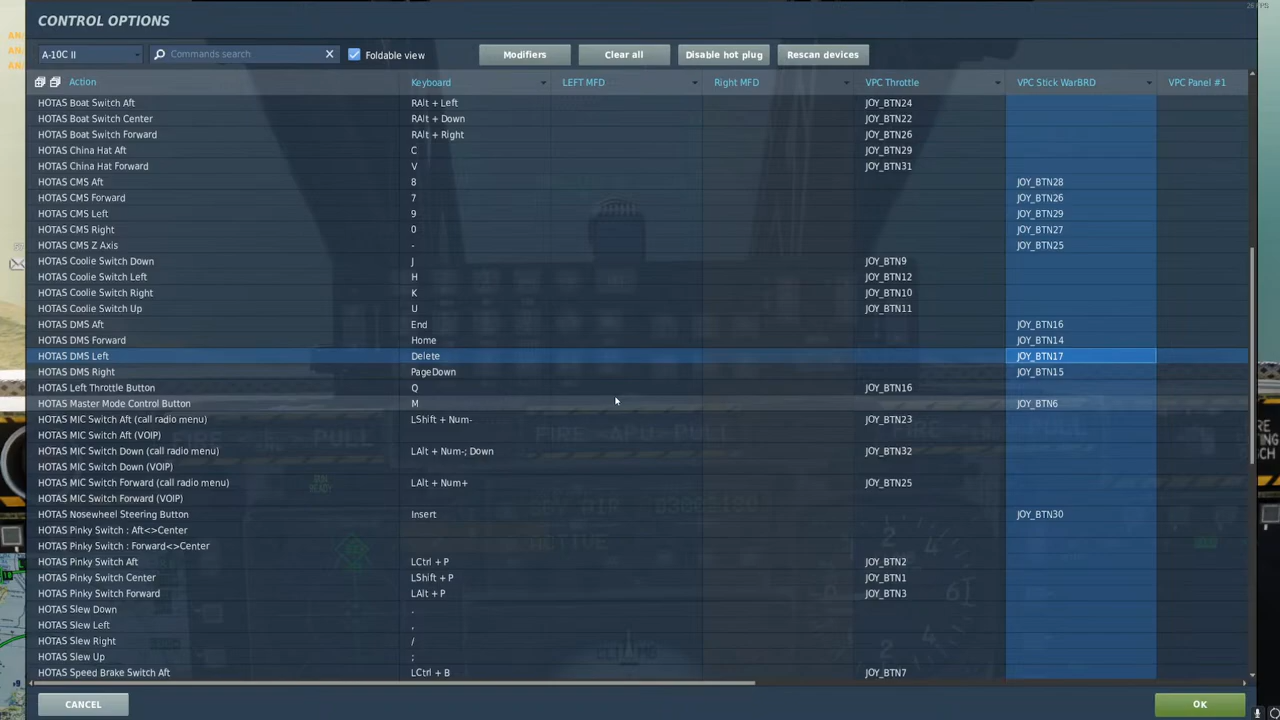 CONTROL OPTIONS
A-10C II Commands search Foldable view Modifiers Clear all Disable hot plug Rescan devices
Action Keyboard LEFT MFD Right MFD VPC Throttle VPC Stick WarBRD VPC Panel #1
HOTAS Boat Switch Aft RAlt + Left JOY_BTN24
HOTAS Boat Switch Center RAlt + Down JOY_BTN22
HOTAS Boat Switch Forward RAlt + Right JOY_BTN26
HOTAS China Hat Aft C JOY_BTN29
HOTAS China Hat Forward V JOY_BTN31
HOTAS CMS Aft 8 JOY_BTN28
HOTAS CMS Forward 7 JOY_BTN26
HOTAS CMS Left 9 JOY_BTN29
HOTAS CMS Right 0 JOY_BTN27
HOTAS CMS Z Axis - JOY_BTN25
HOTAS Coolie Switch Down J JOY_BTN9
HOTAS Coolie Switch Left H JOY_BTN12
HOTAS Coolie Switch Right K JOY_BTN10
HOTAS Coolie Switch Up U JOY_BTN11
HOTAS DMS Aft End JOY_BTN16
HOTAS DMS Forward Home JOY_BTN14
HOTAS DMS Left Delete JOY_BTN17
HOTAS DMS Right PageDown JOY_BTN15
HOTAS Left Throttle Button Q JOY_BTN16
HOTAS Master Mode Control Button M JOY_BTN6
HOTAS MIC Switch Aft (call radio menu) LShift + Num- JOY_BTN23
HOTAS MIC Switch Aft (VOIP)
HOTAS MIC Switch Down (call radio menu) LAlt + Num-; Down JOY_BTN32
HOTAS MIC Switch Down (VOIP)
HOTAS MIC Switch Forward (call radio menu) LAlt + Num+ JOY_BTN25
HOTAS MIC Switch Forward (VOIP)
HOTAS Nosewheel Steering Button Insert JOY_BTN30
HOTAS Pinky Switch : Aft<>Center
HOTAS Pinky Switch : Forward<>Center
HOTAS Pinky Switch Aft LCtrl + P JOY_BTN2
HOTAS Pinky Switch Center LShift + P JOY_BTN1
HOTAS Pinky Switch Forward LAlt + P JOY_BTN3
HOTAS Slew Down .
HOTAS Slew Left ,
HOTAS Slew Right /
HOTAS Slew Up ;
HOTAS Speed Brake Switch Aft LCtrl + B JOY_BTN7
CANCEL OK